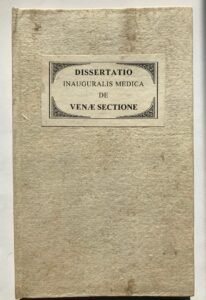 DISSERTATIO
INAUGURALIS MEDICA
DE
VENÆ SECTIONE